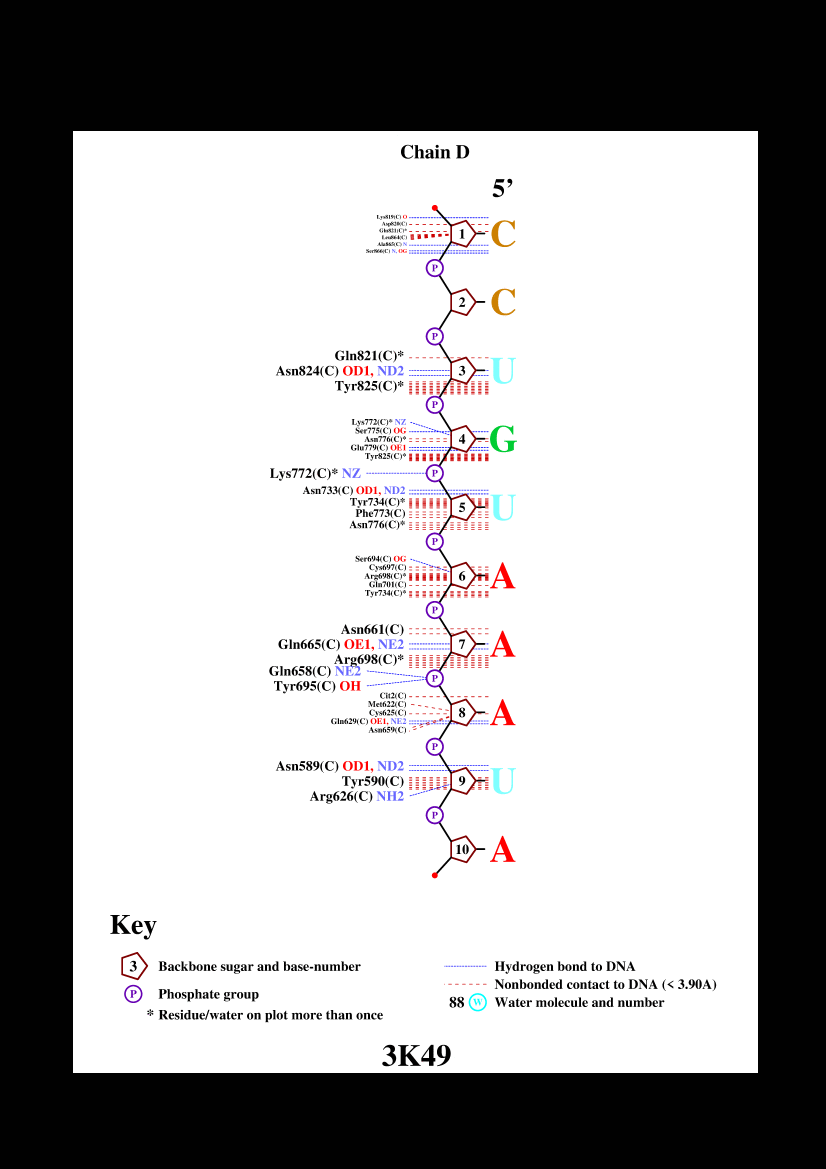 Chain D
5’
Lys819(C) O
Asp820(C)
Gln821(C)*
Leu864(C)
Ala865(C) N
Ser866(C) N, OG
1 C
P
2 C
P
Gln821(C)*
Asn824(C) OD1, ND2
Tyr825(C)*
3 U
P
Lys772(C)* NZ
Ser775(C) OG
Asn776(C)*
Glu779(C) OE1
Tyr825(C)*
4 G
Lys772(C)* NZ P
Asn733(C) OD1, ND2
Tyr734(C)*
Phe773(C)
Asn776(C)*
5 U
P
Ser694(C) OG
Cys697(C)
Arg698(C)*
Gln701(C)
Tyr734(C)*
6 A
P
Asn661(C)
Gln665(C) OE1, NE2
Arg698(C)*
7 A
Gln658(C) NE2
Tyr695(C) OH
P
Cit2(C)
Met622(C)
Cys625(C)
Gln629(C) OE1, NE2
Asn659(C)
8 A
P
Asn589(C) OD1, ND2
Tyr590(C)
Arg626(C) NH2
9 U
P
10 A
Key
3 Backbone sugar and base-number
P Phosphate group
* Residue/water on plot more than once
Hydrogen bond to DNA
Nonbonded contact to DNA (< 3.90A)
88 W Water molecule and number
3K49